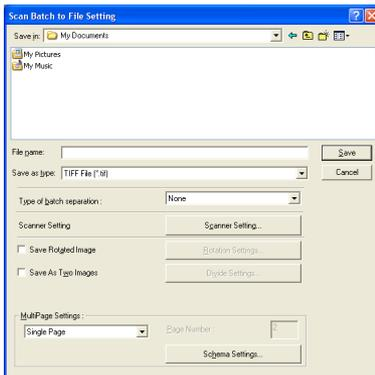 Scan Batch to File Setting
Save in: My Documents
My Pictures
My Music
File name: Save
Save as type: TIFF File (*.tif) Cancel
Type of batch separation : None
Scanner Setting Scanner Setting...
Save Rotated Image Rotation Settings...
Save As Two Images Divide Settings...
MultiPage Settings :
Single Page Page Number : 2
Schema Settings...